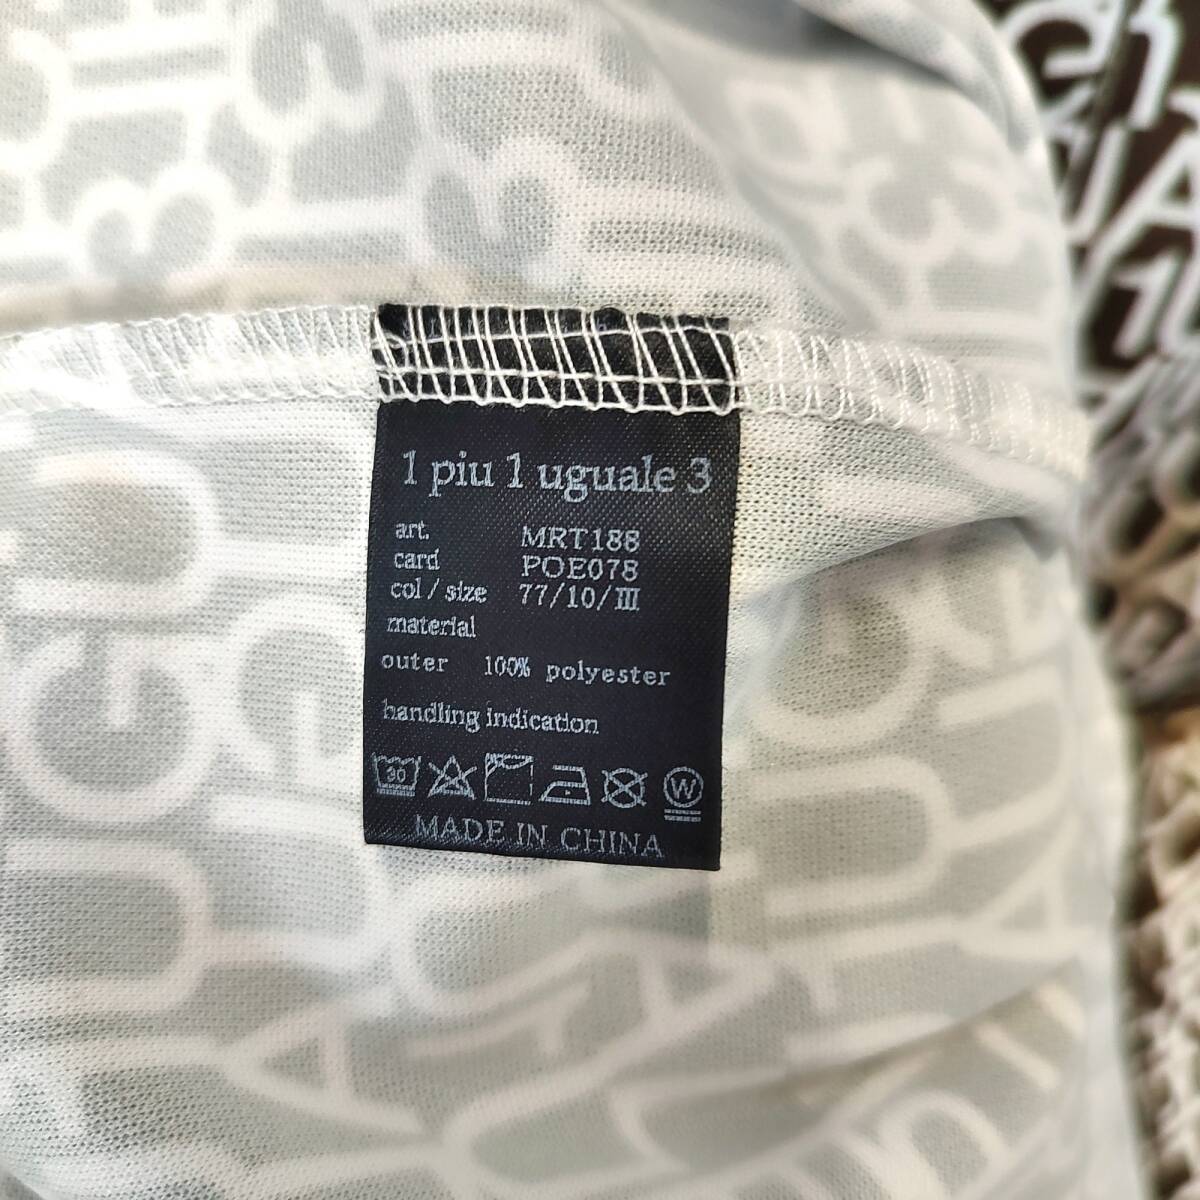 1 piu 1 uguale 3
art. MRT188
card POE078
col / size 77/10/Ⅲ
material
outer 100% polyester
handling indication
30 W
MADE IN CHINA